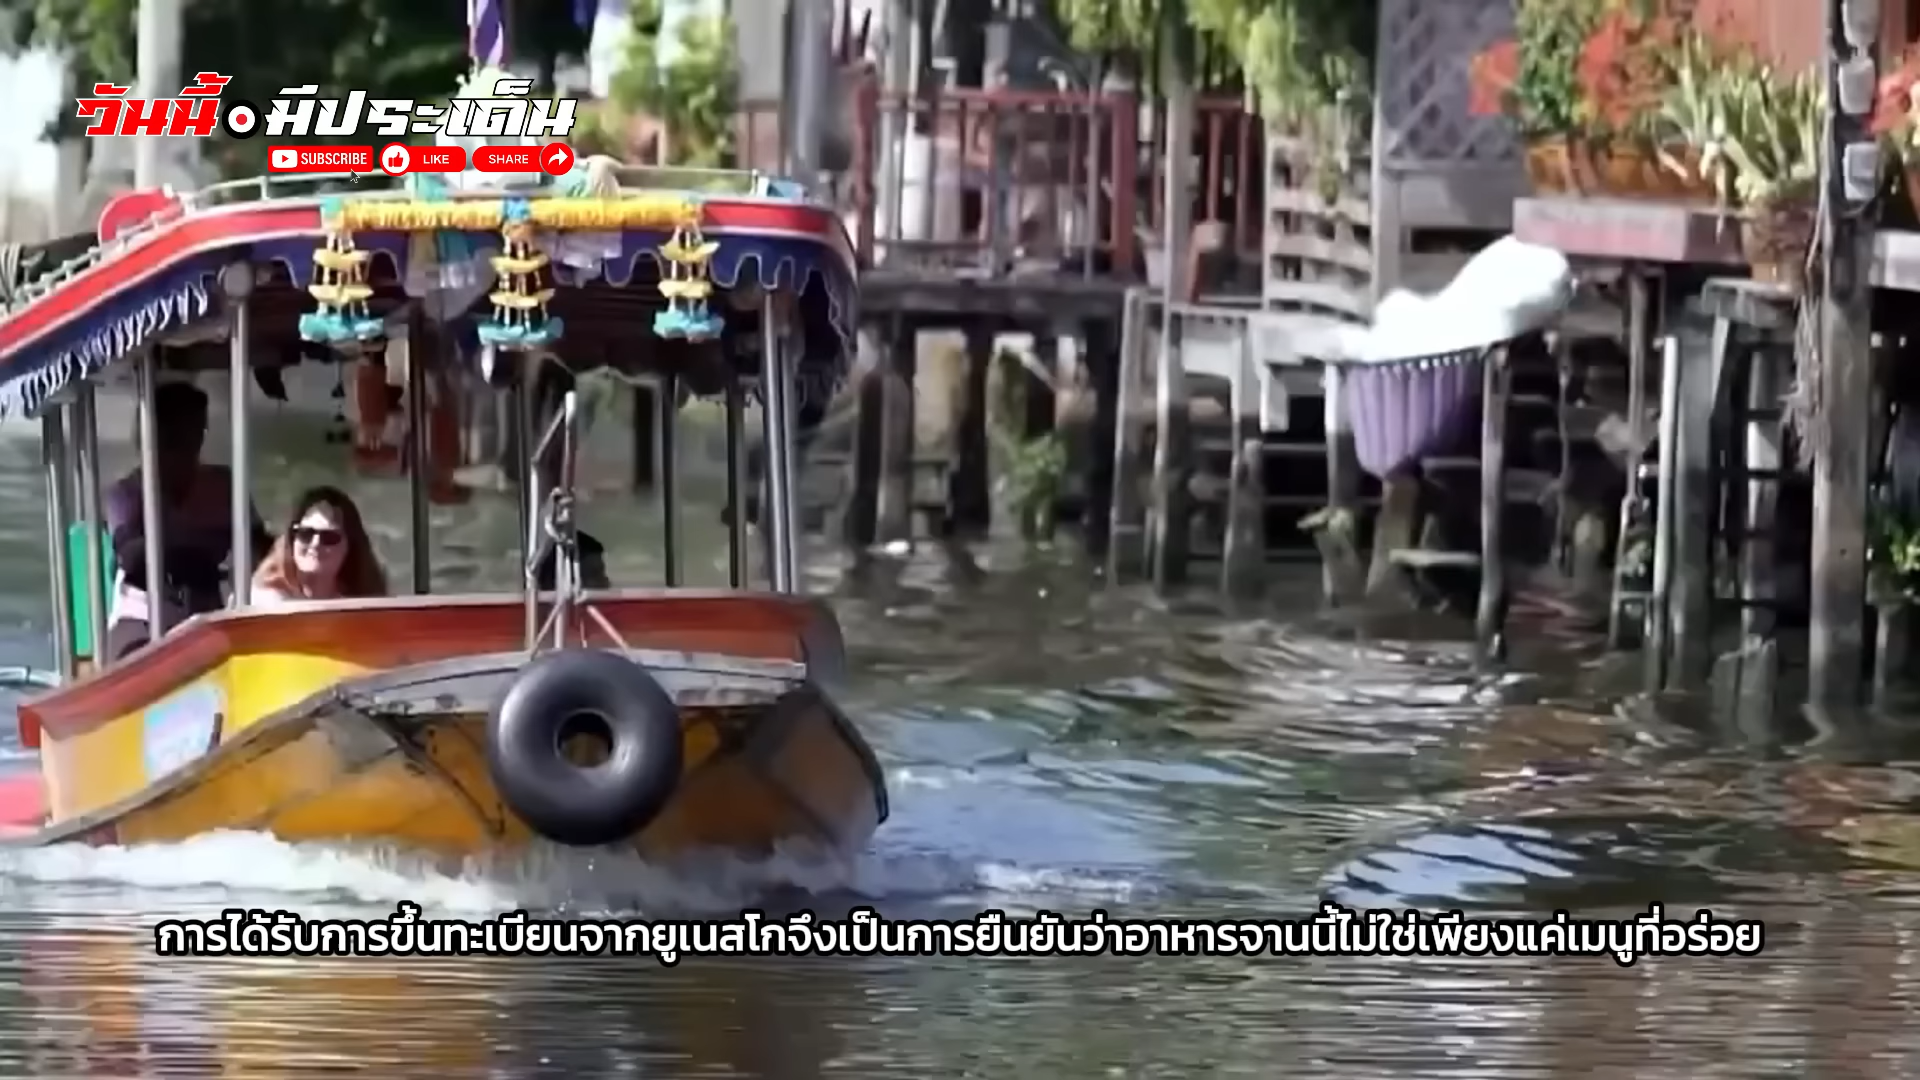 วันนี้มีประเด็น
SUBSCRIBE LIKE SHARE
การได้รับการขึ้นทะเบียนจากยูเนสโกจึงเป็นการยืนยันว่าอาหารจานนี้ไม่ใช่เพียงแค่เมนูที่อร่อย